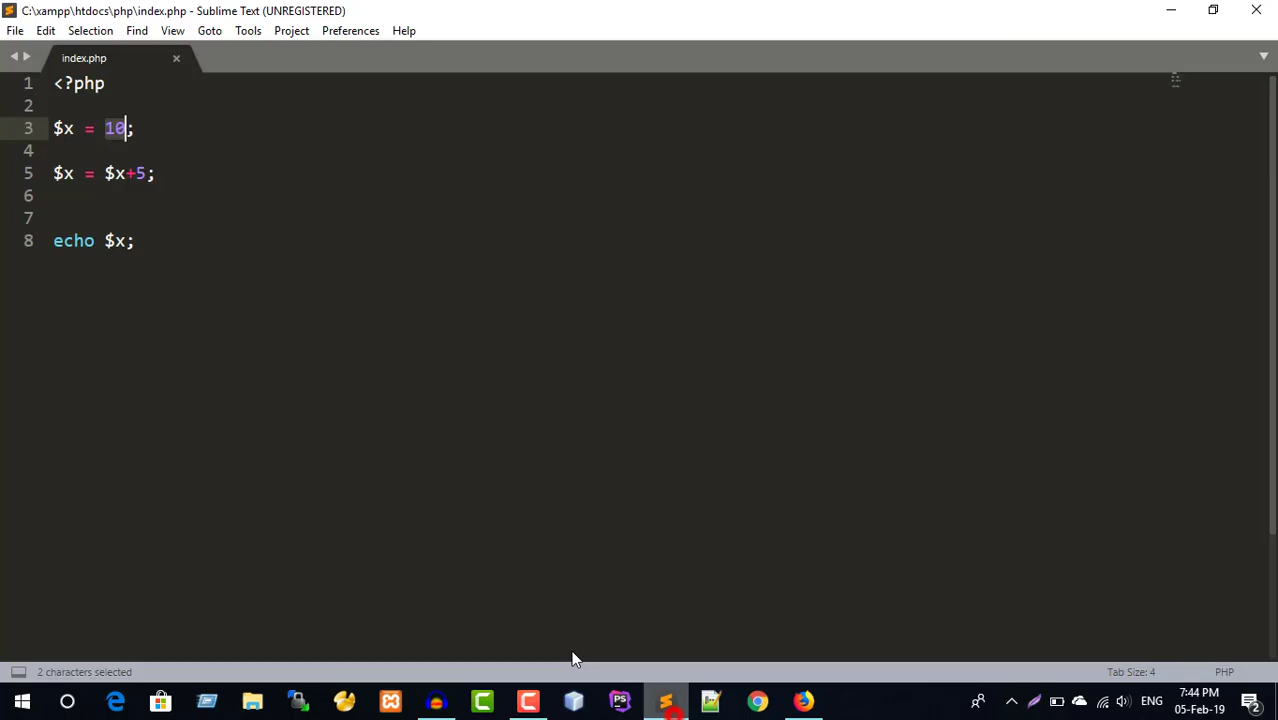 C:\xampp\htdocs\php\index.php - Sublime Text (UNREGISTERED)
File Edit Selection Find View Goto Tools Project Preferences Help
index.php
1 <?php
2
3 $x = 10;
4
5 $x = $x+5;
6
7
8 echo $x;
2 characters selected
Tab Size: 4 PHP
PS
ENG
7:44 PM
05-Feb-19
2